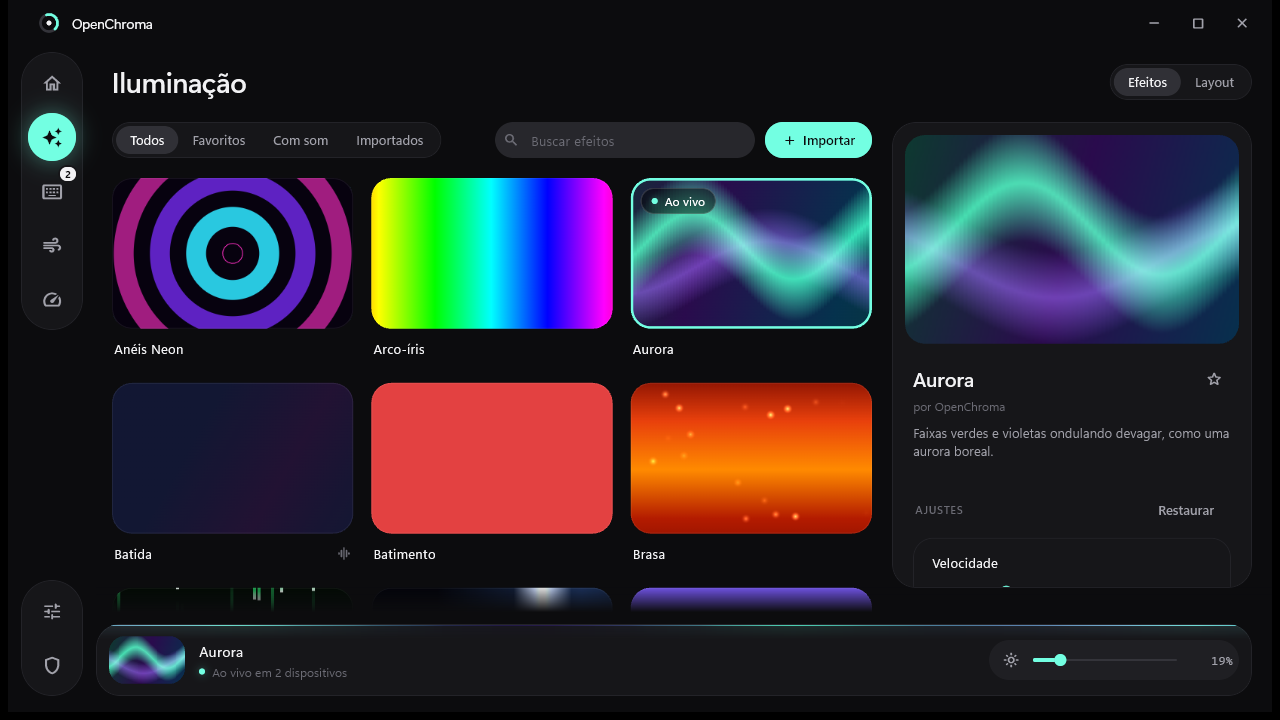 OpenChroma
Iluminação
Efeitos
Layout
Todos
Favoritos
Com som
Importados
Buscar efeitos
+ Importar
2
Ao vivo
Anéis Neon
Arco-íris
Aurora
Batida
Batimento
Brasa
Aurora
por OpenChroma
Faixas verdes e violetas ondulando devagar, como uma
aurora boreal.
AJUSTES
Restaurar
Velocidade
Aurora
Ao vivo em 2 dispositivos
19%